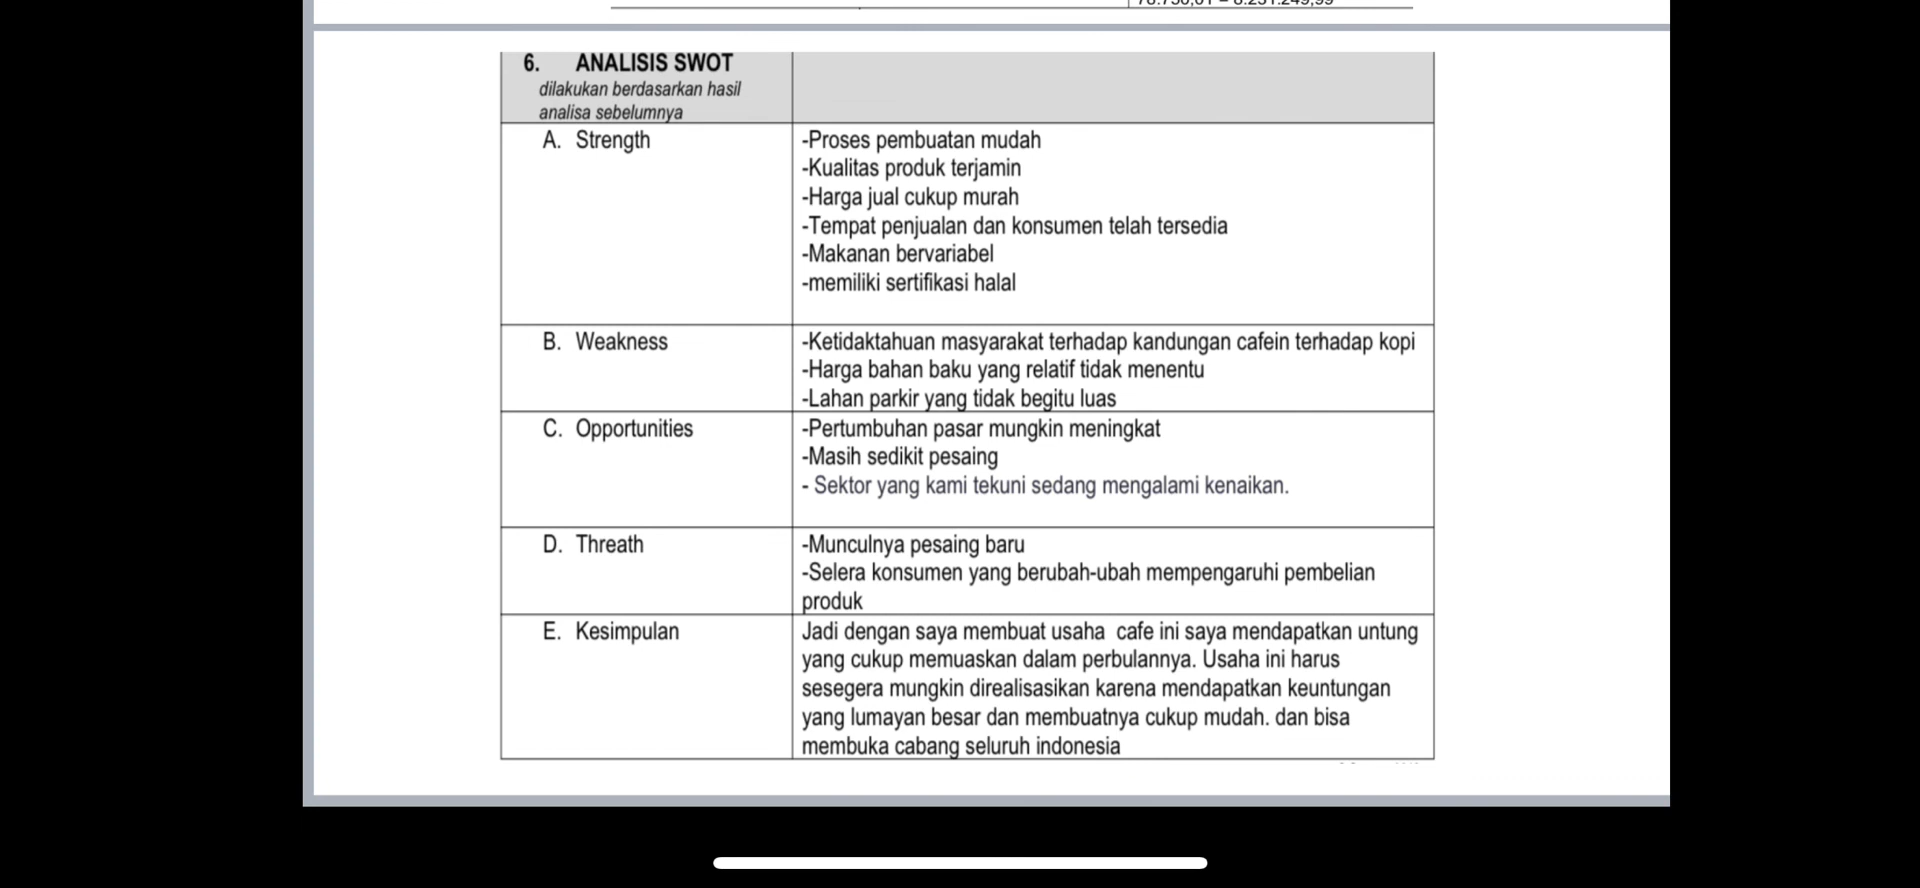 6. ANALISIS SWOT
dilakukan berdasarkan hasil
analisa sebelumnya
A. Strength
-Proses pembuatan mudah
-Kualitas produk terjamin
-Harga jual cukup murah
-Tempat penjualan dan konsumen telah tersedia
-Makanan bervariabel
-memiliki sertifikasi halal
B. Weakness
-Ketidaktahuan masyarakat terhadap kandungan cafein terhadap kopi
-Harga bahan baku yang relatif tidak menentu
-Lahan parkir yang tidak begitu luas
C. Opportunities
-Pertumbuhan pasar mungkin meningkat
-Masih sedikit pesaing
- Sektor yang kami tekuni sedang mengalami kenaikan.
D. Threath
-Munculnya pesaing baru
-Selera konsumen yang berubah-ubah mempengaruhi pembelian
produk
E. Kesimpulan
Jadi dengan saya membuat usaha  cafe ini saya mendapatkan untung
yang cukup memuaskan dalam perbulannya. Usaha ini harus
sesegera mungkin direalisasikan karena mendapatkan keuntungan
yang lumayan besar dan membuatnya cukup mudah. dan bisa
membuka cabang seluruh indonesia